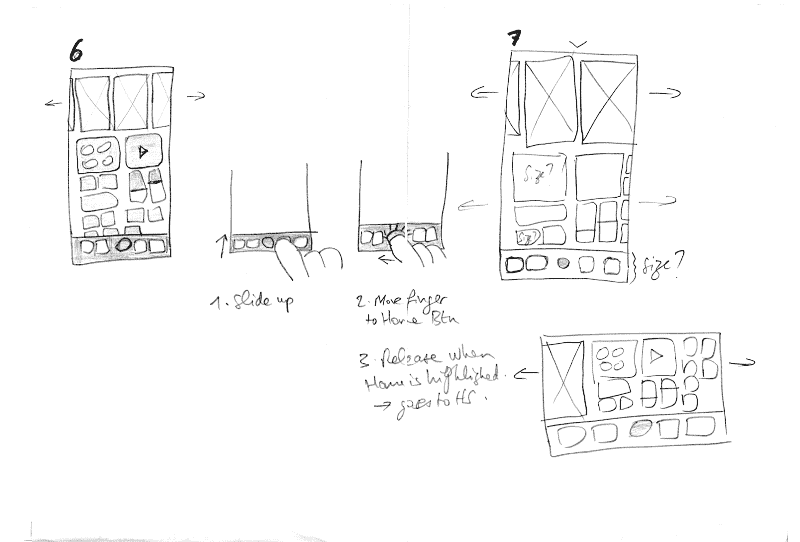 6
7
size?
size?
size?
1. Slide up
2. Move finger
to Home Btn
3. Release when
Home is highlighted.
→ goes to HS.